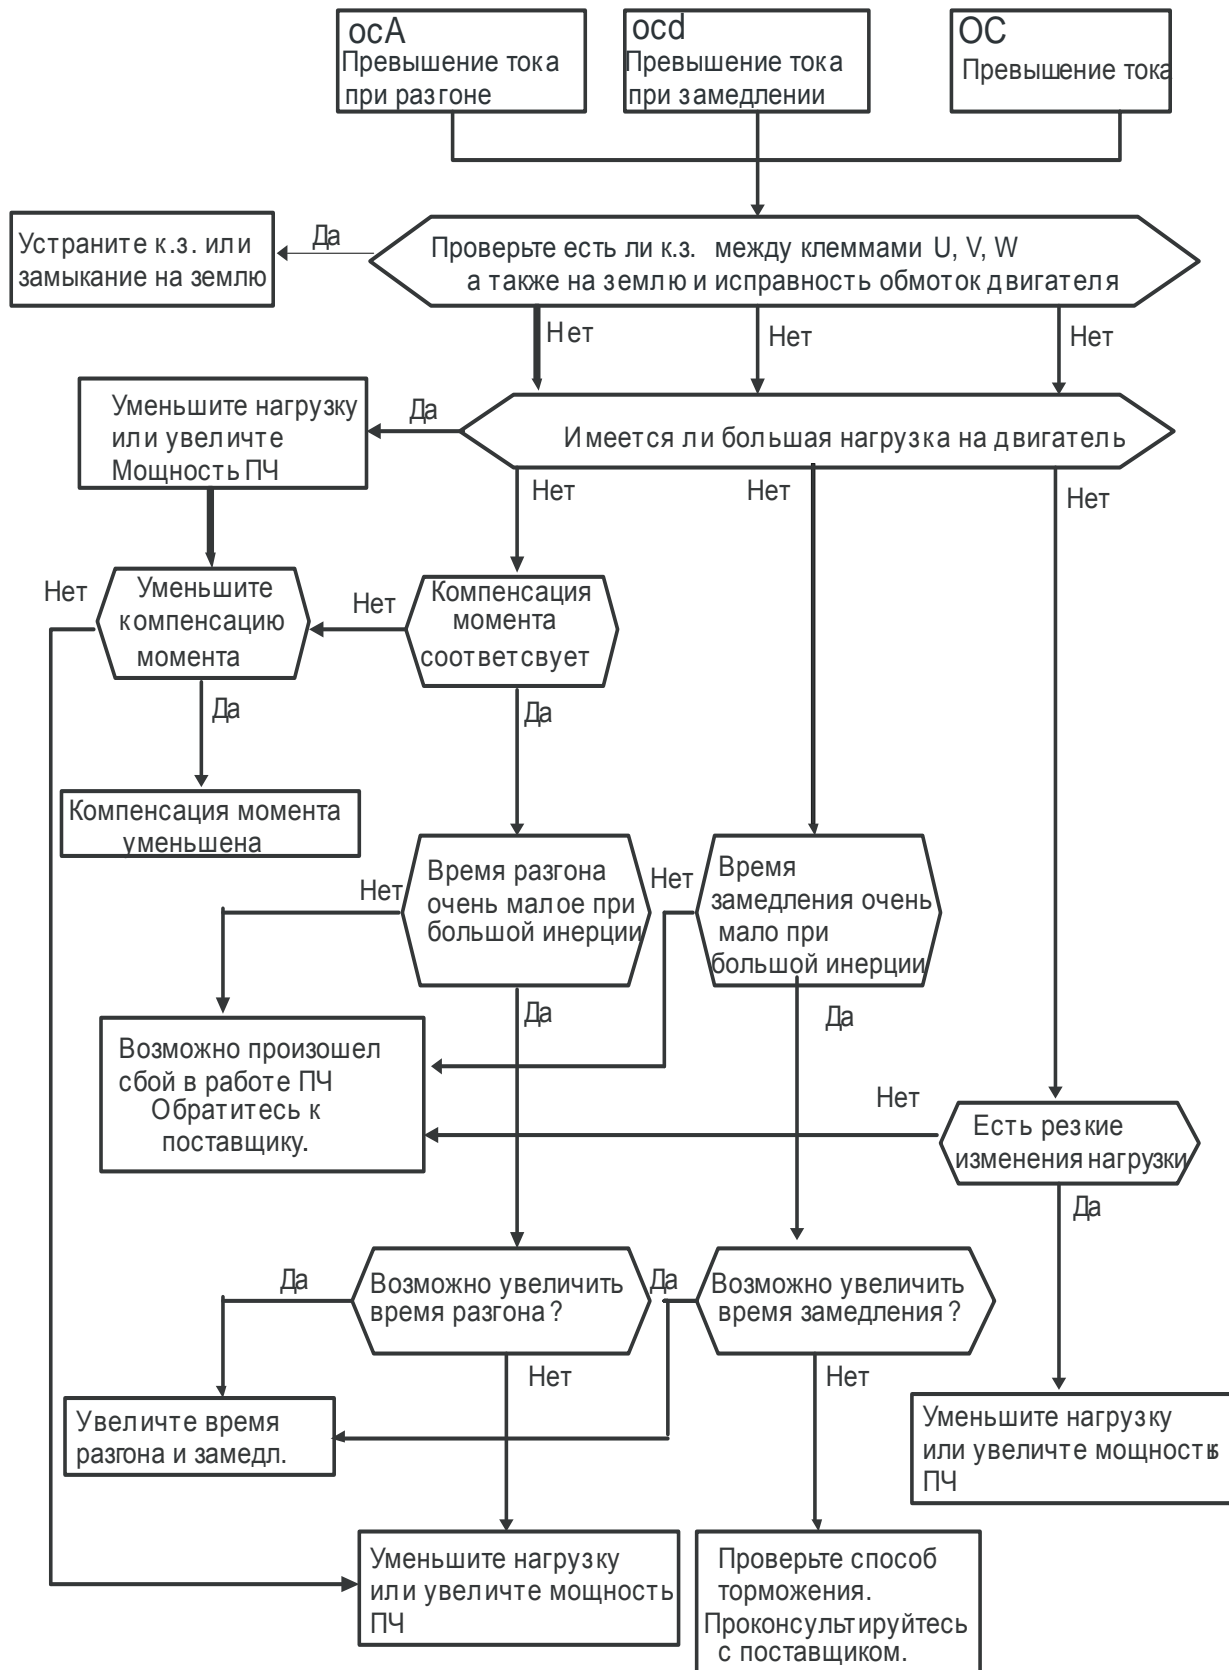 ocA
Превышение тока
при разгоне
ocd
Превышение тока
при замедлении
OC
Превышение тока
Устраните к.з. или
замыкание на землю
Да
Проверьте есть ли к.з. между клеммами U, V, W
а также на землю и исправность обмоток двигателя
Нет
Нет
Нет
Уменьшите нагрузку
или увеличте
Мощность ПЧ
Да
Имеется ли большая нагрузка на двигатель
Нет
Нет
Нет
Нет
Уменьшите
компенсацию
момента
Нет
Компенсация
момента
соответсвует
Да
Да
Компенсация момента
уменьшена
Нет
Время разгона
очень малое при
большой инерции
Нет
Время
замедления очень
мало при
большой инерции
Да
Да
Возможно произошел
сбой в работе ПЧ
Обратитесь к
поставщику.
Нет
Есть резкие
изменения нагрузки
Да
Да
Возможно увеличить
время разгона?
Да
Возможно увеличить
время замедления?
Нет
Нет
Увеличте время
разгона и замедл.
Уменьшите нагрузку
или увеличте мощность
ПЧ
Уменьшите нагрузку
или увеличте мощность
ПЧ
Проверьте способ
торможения.
Проконсультируйтесь
с поставщиком.